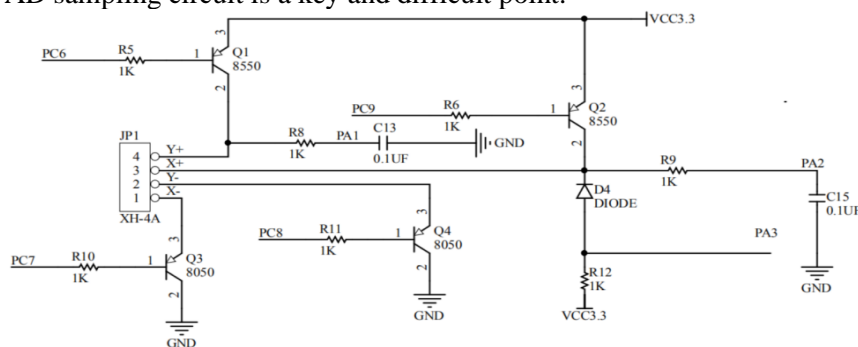 AD sampling circuit is a key and difficult point.
VCC3.3
3
PC6 R5 1 Q1
1K 8550
2
3
PC9 R6 1 Q2
1K 8550
2
R8 PA1 C13
1K 0.1UF
GND
JP1
4 Y+
3 X+
2 Y-
1 X-
XH-4A
R9 PA2
1K
C15
0.1UF
GND
D4
DIODE
PA3
R12
1K
VCC3.3
3
PC8 R11 1 Q4
1K 8050
2
GND
3
PC7 R10 1 Q3
1K 8050
2
GND